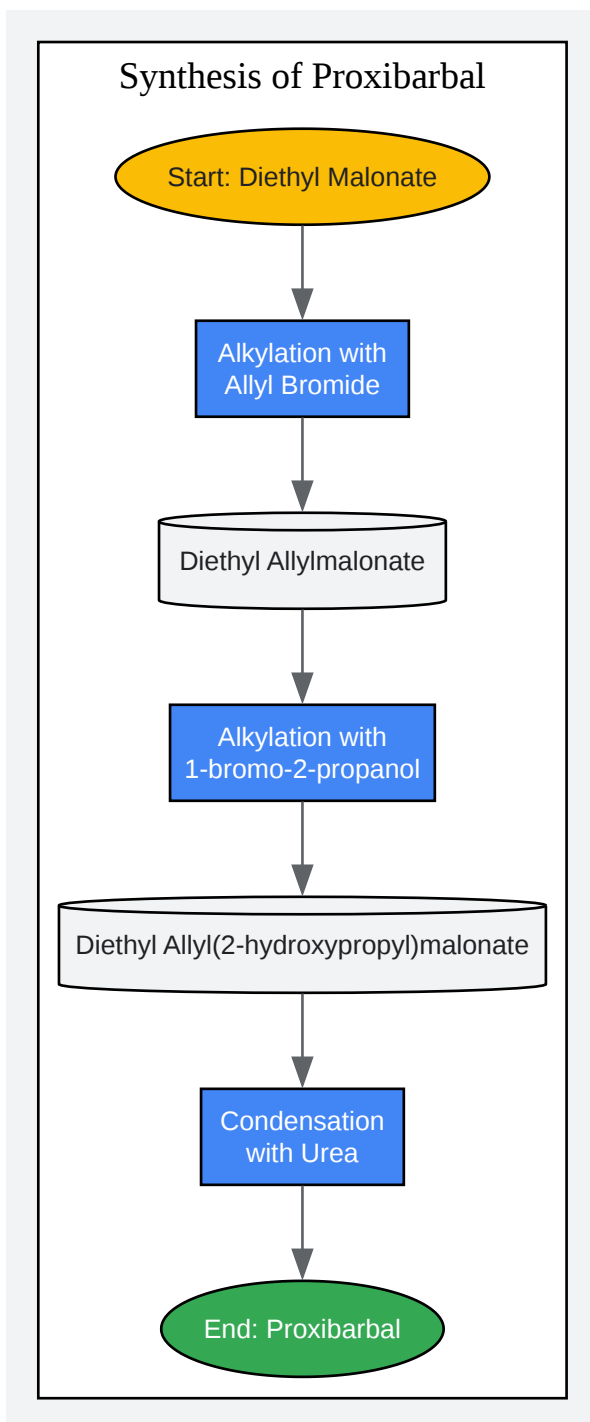 Synthesis of Proxibarbal
Start: Diethyl Malonate
Alkylation with
Allyl Bromide
Diethyl Allylmalonate
Alkylation with
1-bromo-2-propanol
Diethyl Allyl(2-hydroxypropyl)malonate
Condensation
with Urea
End: Proxibarbal